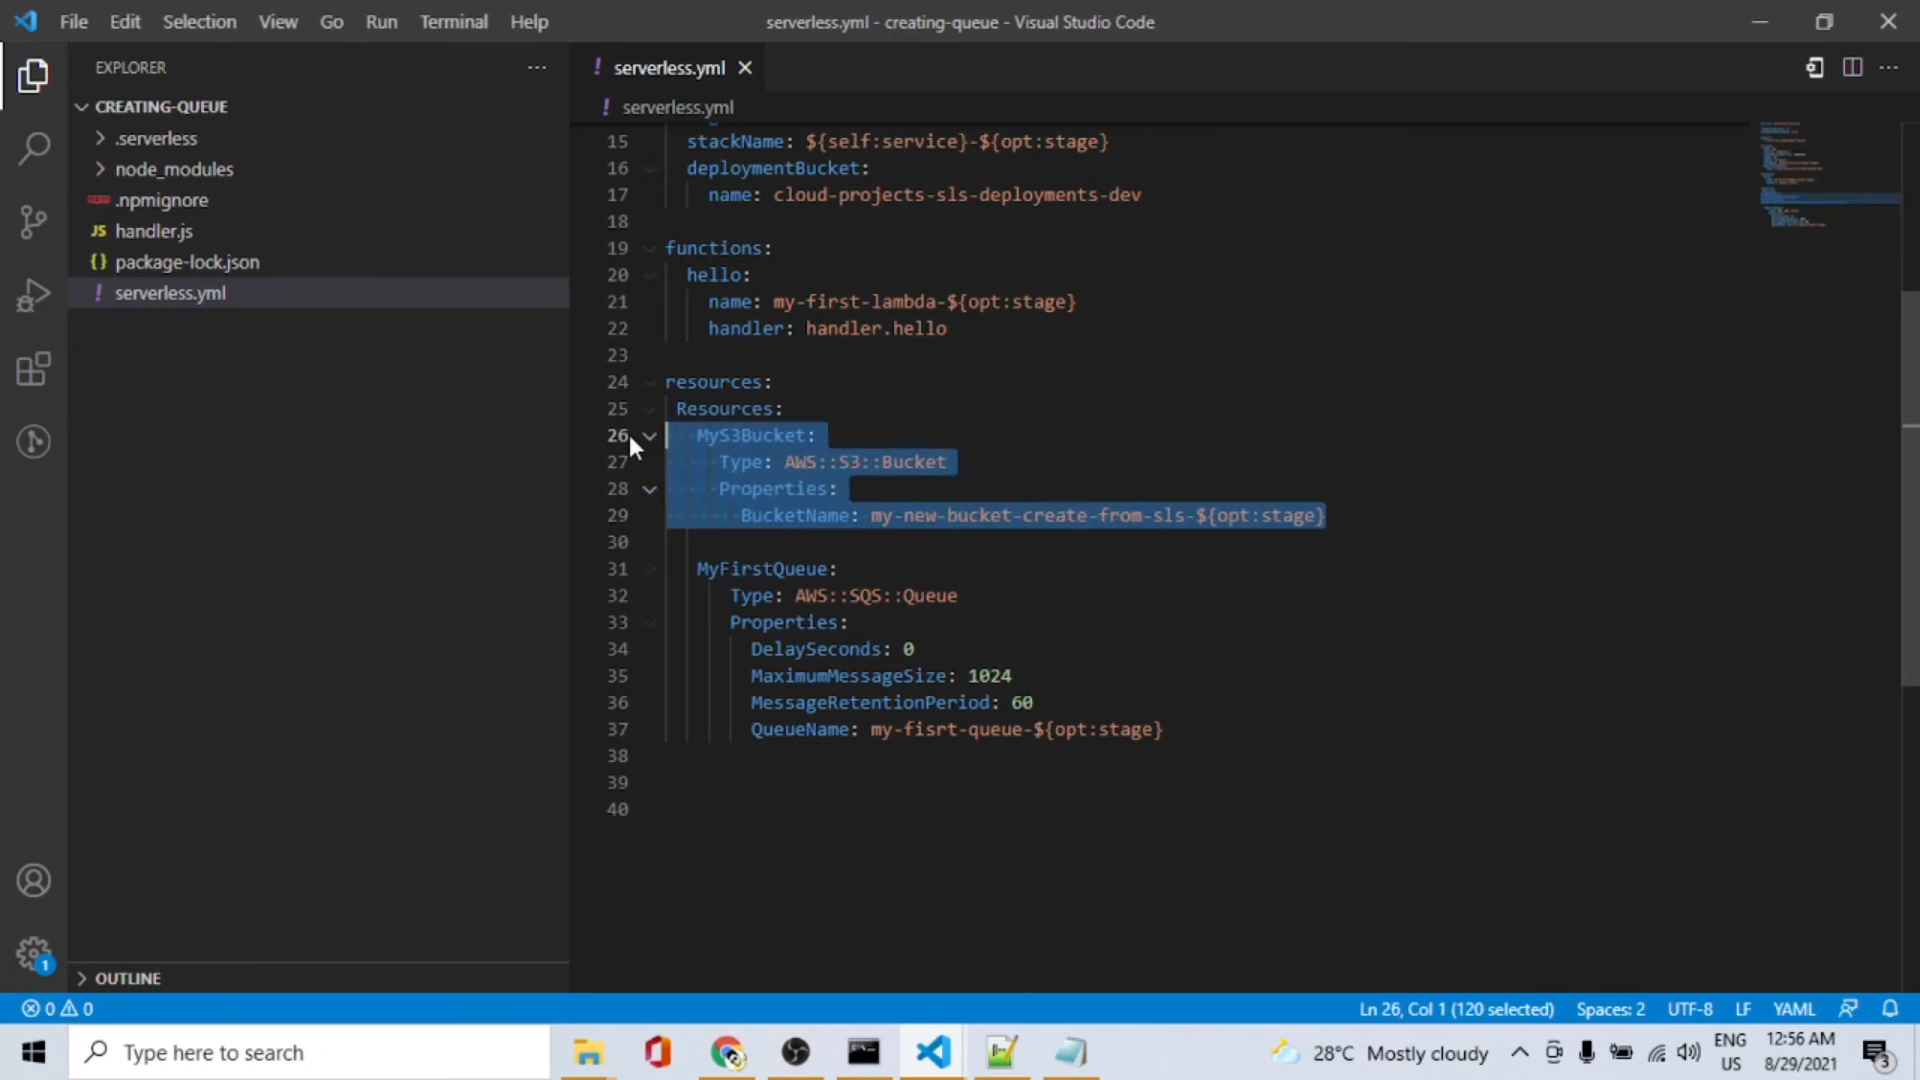 File Edit Selection View Go Run Terminal Help
serverless.yml - creating-queue - Visual Studio Code
EXPLORER
CREATING-QUEUE
.serverless
node_modules
.npmignore
JS handler.js
{} package-lock.json
! serverless.yml
OUTLINE
! serverless.yml
! serverless.yml
15 stackName: ${self:service}-${opt:stage}
16 deploymentBucket:
17 name: cloud-projects-sls-deployments-dev
18
19 functions:
20 hello:
21 name: my-first-lambda-${opt:stage}
22 handler: handler.hello
23
24 resources:
25 Resources:
26 MyS3Bucket:
27 Type: AWS::S3::Bucket
28 Properties:
29 BucketName: my-new-bucket-create-from-sls-${opt:stage}
30
31 MyFirstQueue:
32 Type: AWS::SQS::Queue
33 Properties:
34 DelaySeconds: 0
35 MaximumMessageSize: 1024
36 MessageRetentionPeriod: 60
37 QueueName: my-fisrt-queue-${opt:stage}
38
39
40
1
0 0
Ln 26, Col 1 (120 selected) Spaces: 2 UTF-8 LF YAML
Type here to search
28°C Mostly cloudy
ENG
US
12:56 AM
8/29/2021
3